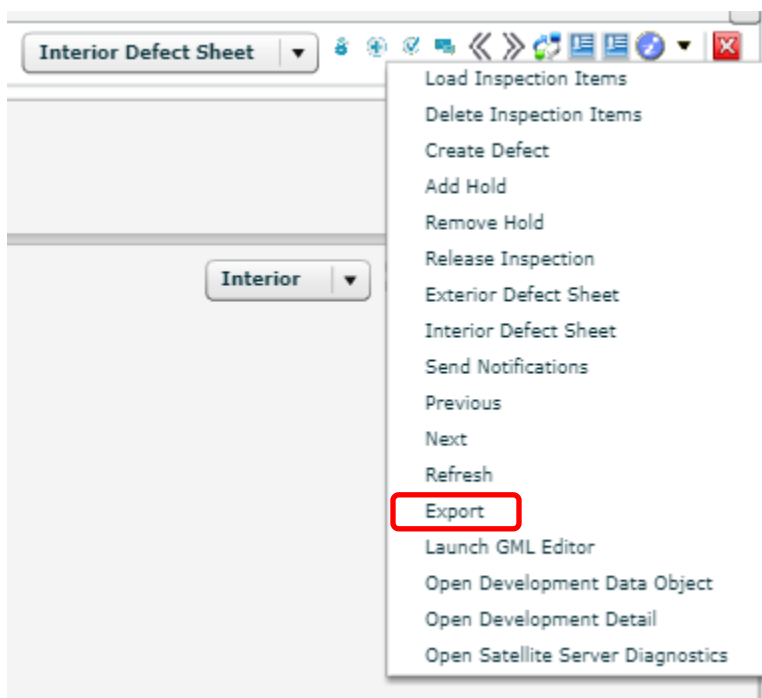 Interior Defect Sheet
Load Inspection Items
Delete Inspection Items
Create Defect
Add Hold
Remove Hold
Release Inspection
Interior
Exterior Defect Sheet
Interior Defect Sheet
Send Notifications
Previous
Next
Refresh
Export
Launch GML Editor
Open Development Data Object
Open Development Detail
Open Satellite Server Diagnostics